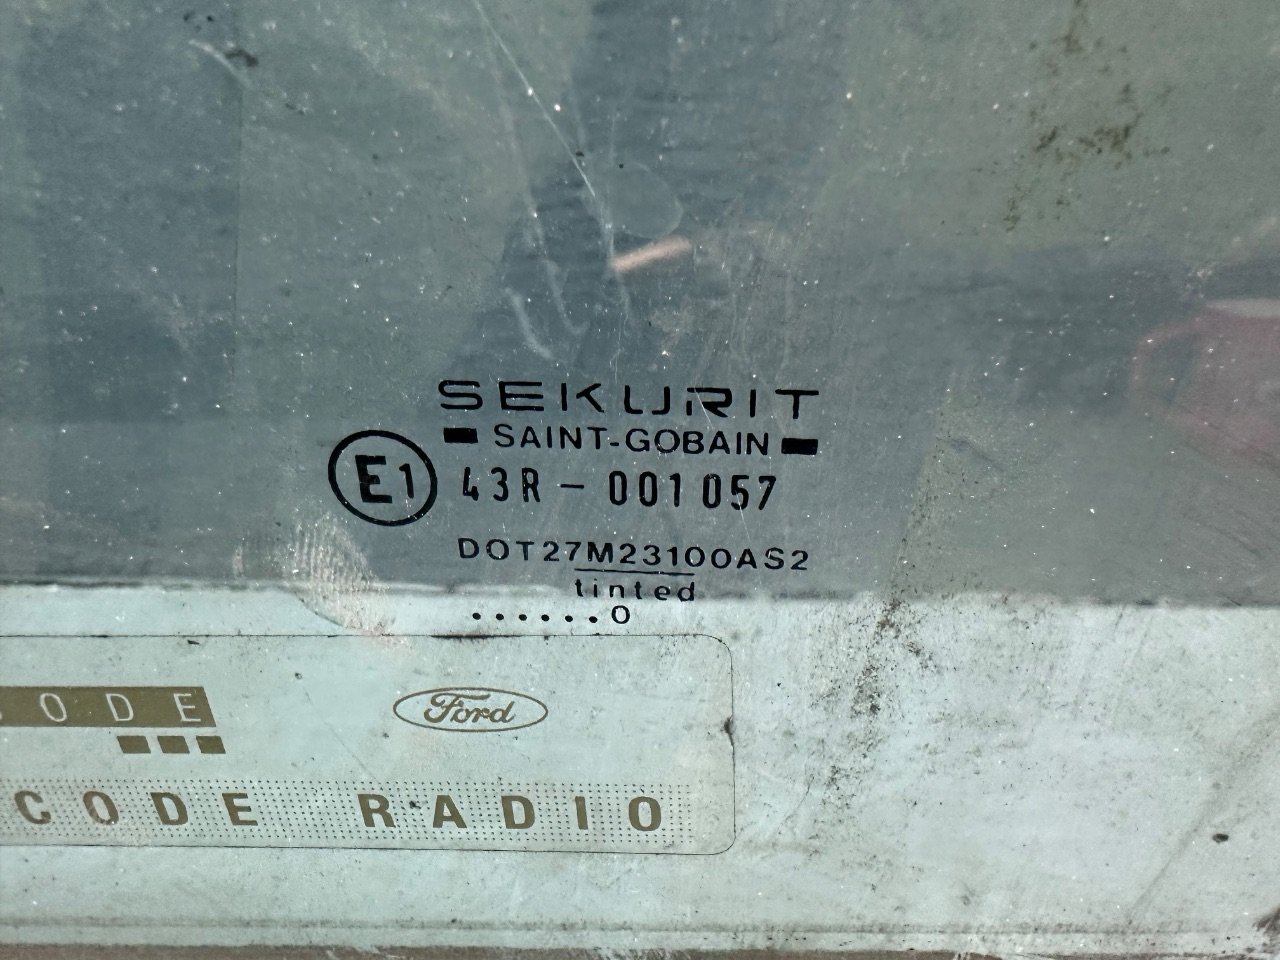 SEKURIT
SAINT-GOBAIN
E1 43R - 001057
DOT27M23100AS2
tinted
......0
ODE
Ford
CODE RADIO